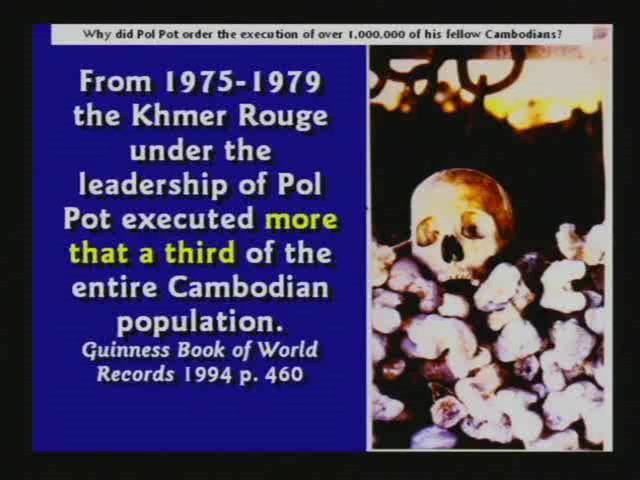 Why did Pol Pot order the execution of over 1,000,000 of his fellow Cambodians?
From 1975-1979
the Khmer Rouge
under the
leadership of Pol
Pot executed more
that a third of the
entire Cambodian
population.
Guinness Book of World
Records 1994 p. 460